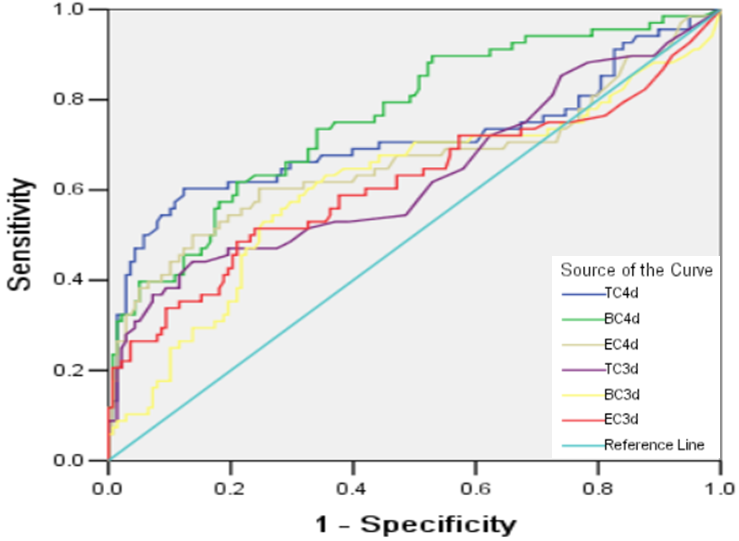 1.0
0.8
0.6
0.4
0.2
0.0
Sensitivity
Source of the Curve
TC4d
BC4d
EC4d
TC3d
BC3d
EC3d
Reference Line
0.0 0.2 0.4 0.6 0.8 1.0
1 - Specificity